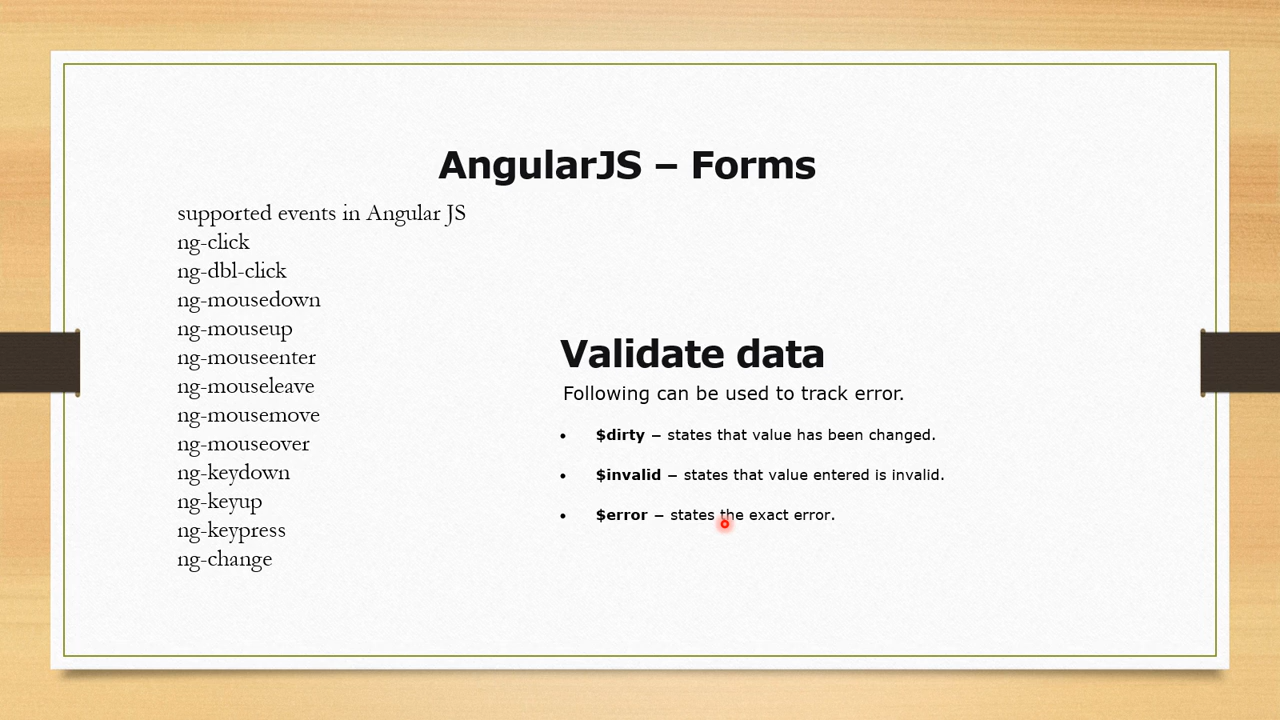 AngularJS – Forms
supported events in Angular JS
ng-click
ng-dbl-click
ng-mousedown
ng-mouseup
ng-mouseenter
ng-mouseleave
ng-mousemove
ng-mouseover
ng-keydown
ng-keyup
ng-keypress
ng-change
Validate data
Following can be used to track error.
• $dirty − states that value has been changed.
• $invalid − states that value entered is invalid.
• $error − states the exact error.